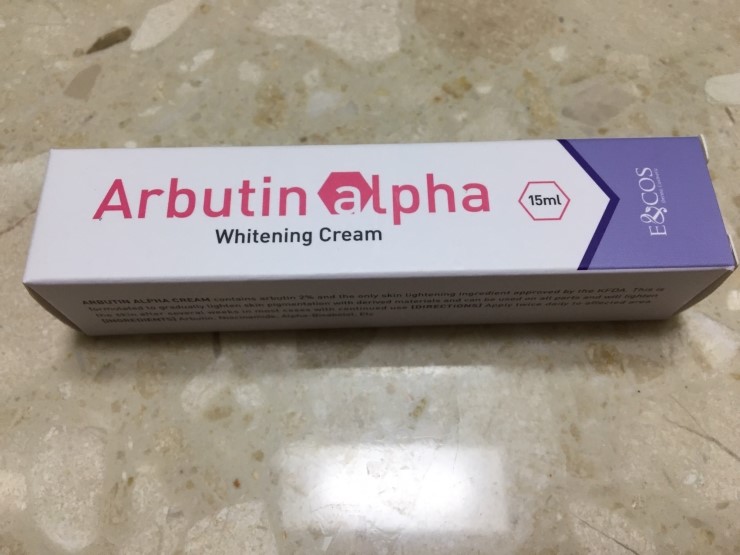 Arbutin alpha
Whitening Cream
15ml
E&COS
ARBUTIN ALPHA CREAM contains arbutin 2% and the only skin lightening ingredient approved by the KFDA. This is
formulated to gradually lighten skin pigmentation with derived materials and can be used on all parts and will lighten
the skin after several weeks in most cases with continued use [DIRECTIONS] Apply twice daily to affected area
[INGREDIENTS] Arbutin, Niacinamide, Alpha-Bisabolol, Etc